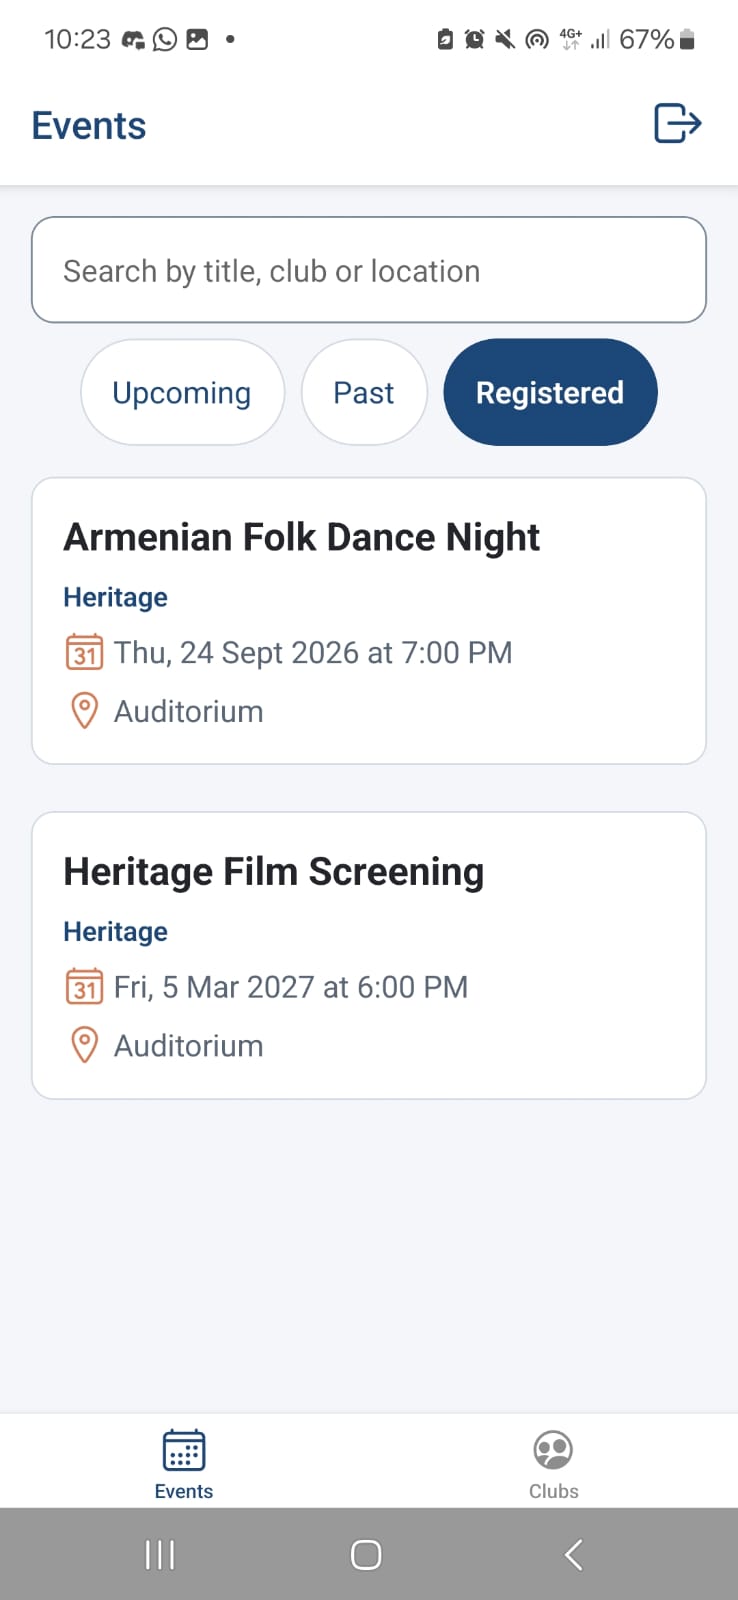 10:23
4G+
67%
Events
Search by title, club or location
Upcoming
Past
Registered
Armenian Folk Dance Night
Heritage
31 Thu, 24 Sept 2026 at 7:00 PM
Auditorium
Heritage Film Screening
Heritage
31 Fri, 5 Mar 2027 at 6:00 PM
Auditorium
Events
Clubs